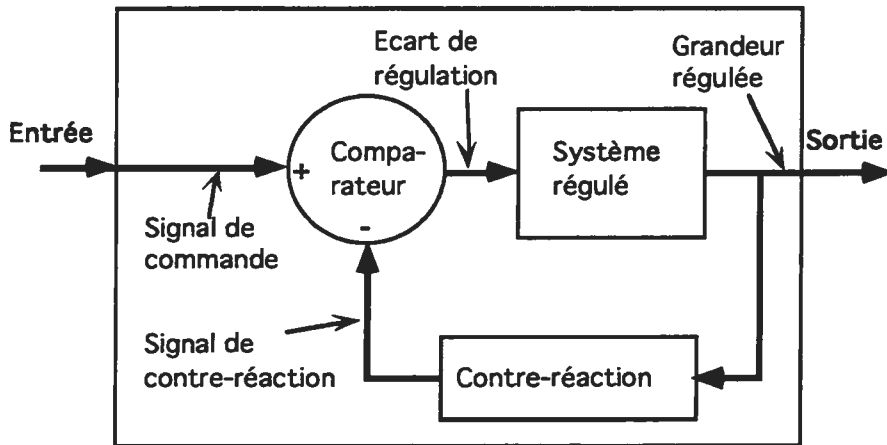 Ecart de
régulation
Grandeur
régulée
Entrée
+
Compa-
rateur
-
Système
régulé
Sortie
Signal de
commande
Signal de
contre-réaction
Contre-réaction